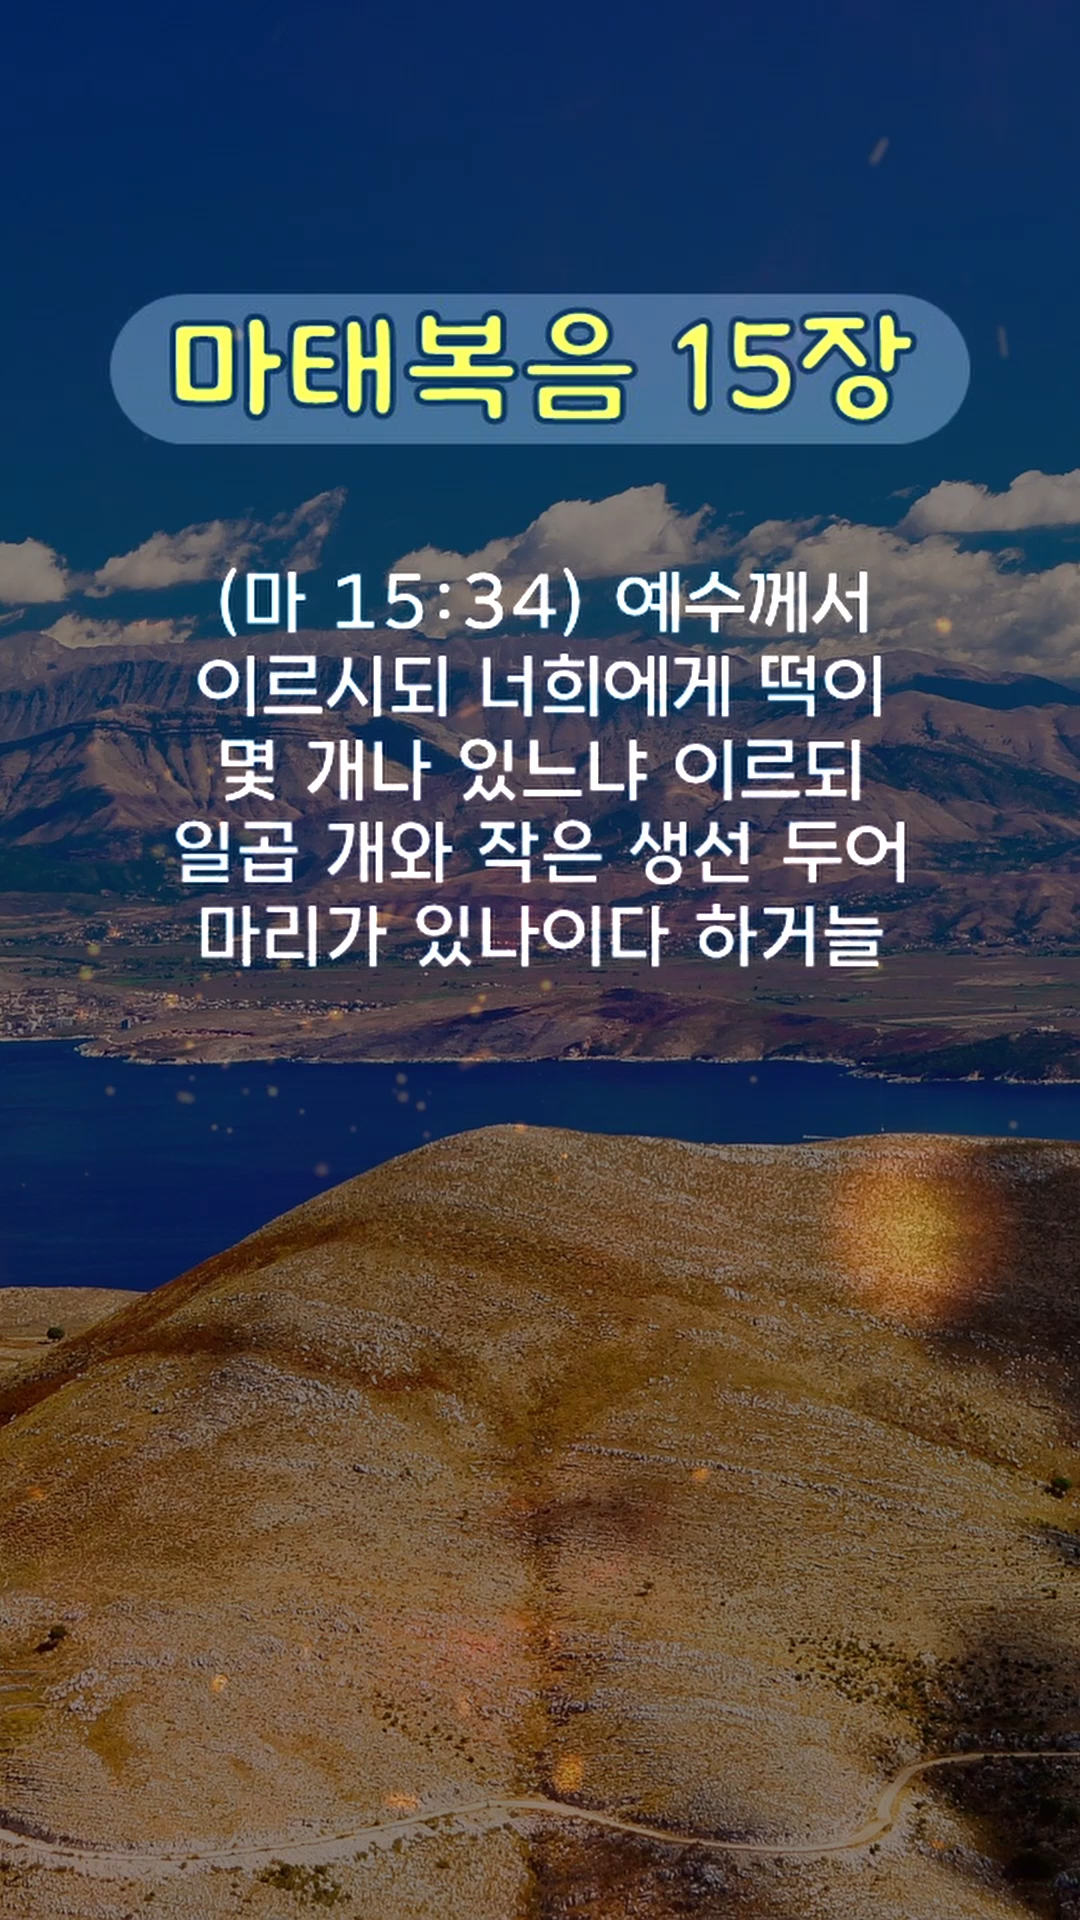 마태복음 15장
(마 15:34) 예수께서
이르시되 너희에게 떡이
몇 개나 있느냐 이르되
일곱 개와 작은 생선 두어
마리가 있나이다 하거늘